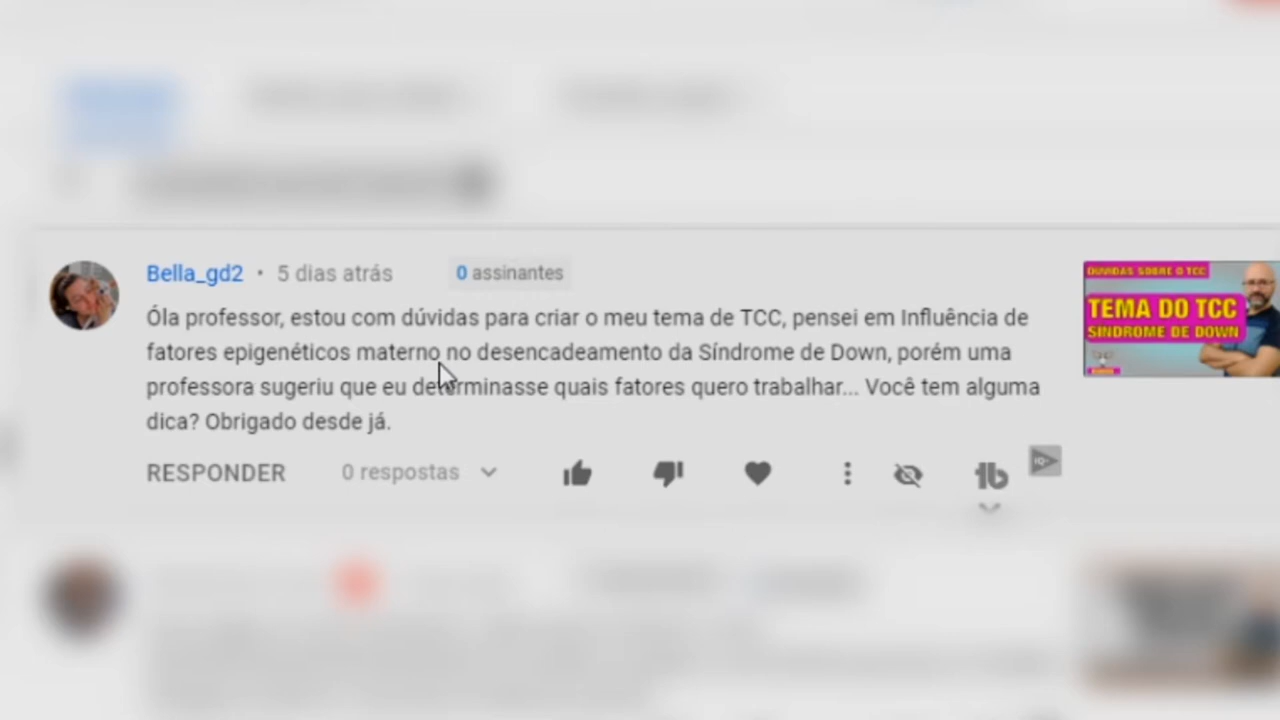 Bella_gd2 • 5 dias atrás 0 assinantes
Óla professor, estou com dúvidas para criar o meu tema de TCC, pensei em Influência de
fatores epigenéticos materno no desencadeamento da Síndrome de Down, porém uma
professora sugeriu que eu determinasse quais fatores quero trabalhar... Você tem alguma
dica? Obrigado desde já.
RESPONDER 0 respostas
DÚVIDAS SOBRE O TCC
TEMA DO TCC
SINDROME DE DOWN